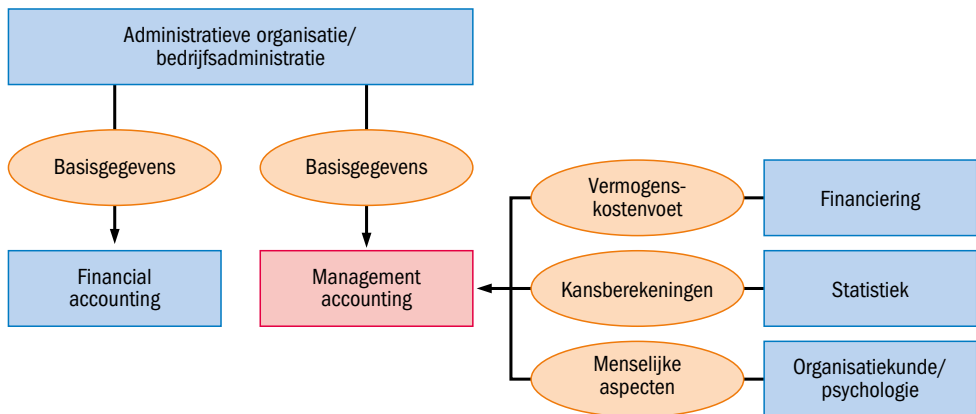 Administratieve organisatie/
bedrijfsadministratie
Basisgegevens
Basisgegevens
Vermogens-
kostenvoet
Financiering
Financial
accounting
Management
accounting
Kansberekeningen
Statistiek
Menselijke
aspecten
Organisatiekunde/
psychologie